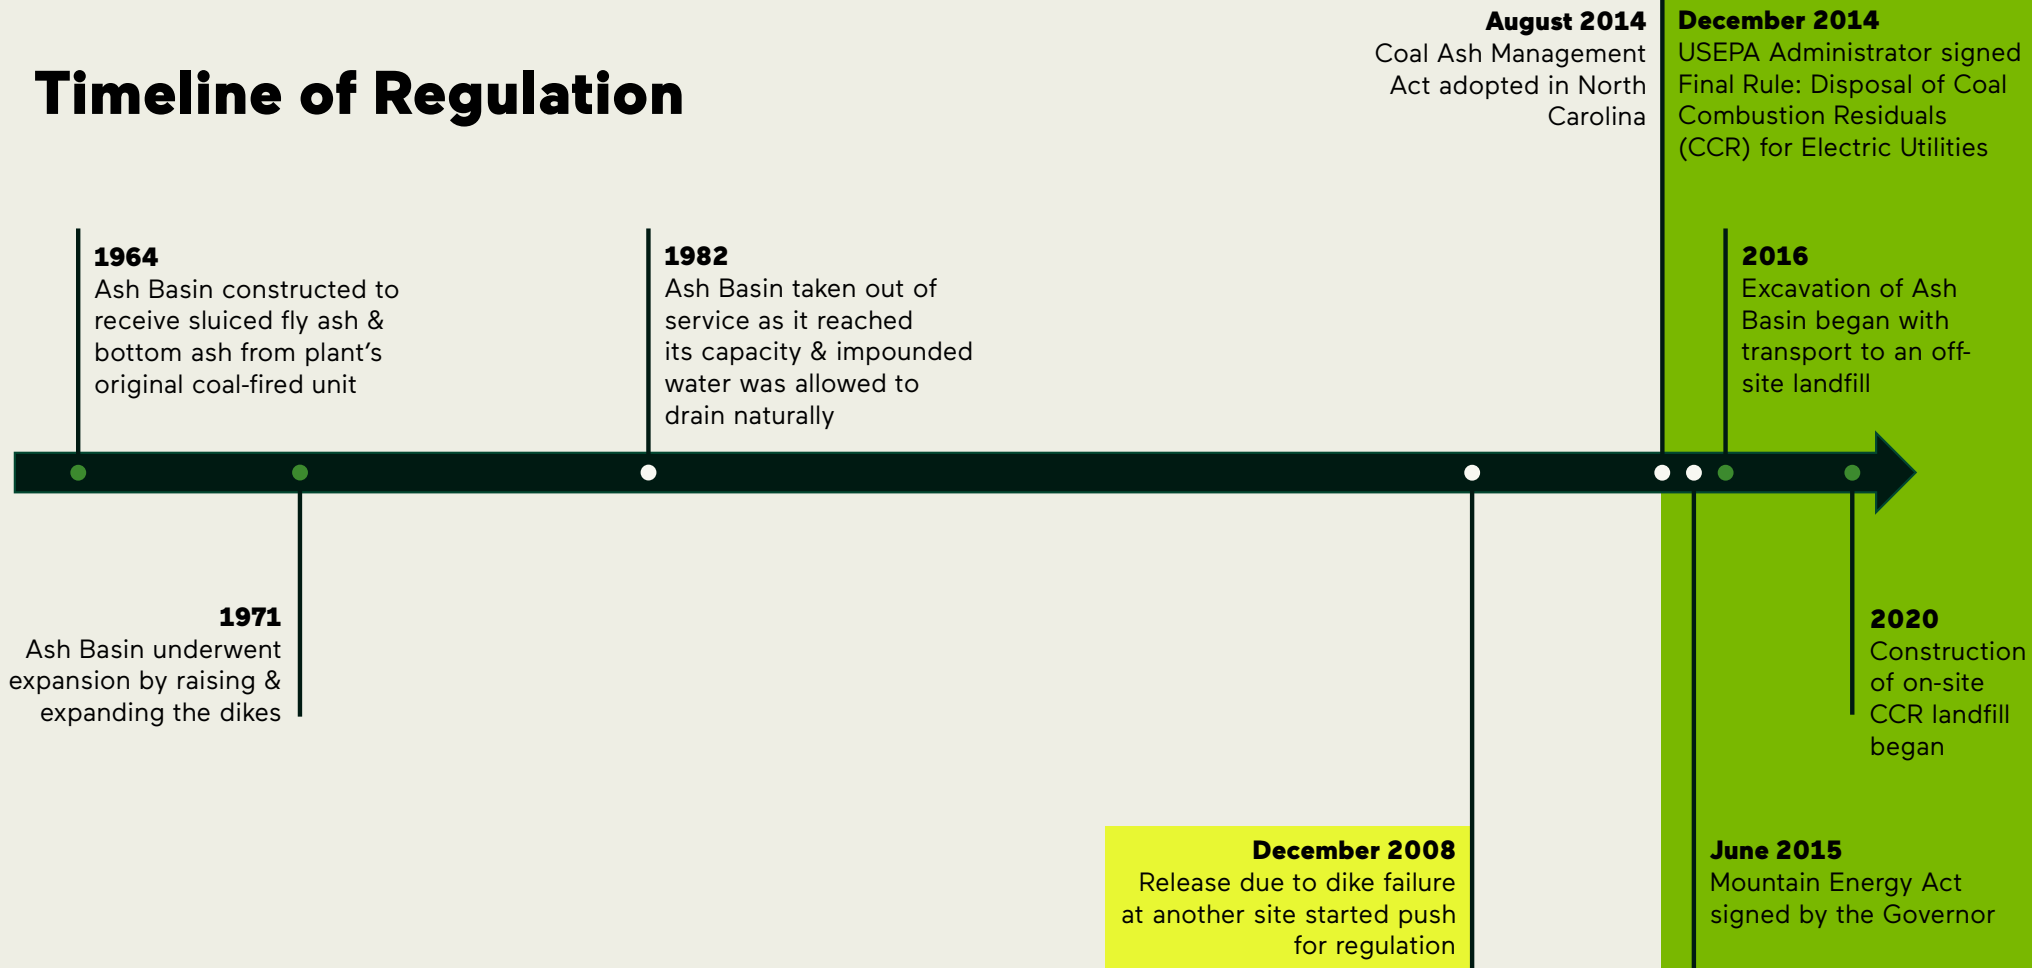 Timeline of Regulation
August 2014
Coal Ash Management
Act adopted in North
Carolina
December 2014
USEPA Administrator signed
Final Rule: Disposal of Coal
Combustion Residuals
(CCR) for Electric Utilities
1964
Ash Basin constructed to
receive sluiced fly ash &
bottom ash from plant’s
original coal-fired unit
1982
Ash Basin taken out of
service as it reached
its capacity & impounded
water was allowed to
drain naturally
2016
Excavation of Ash
Basin began with
transport to an off-
site landfill
1971
Ash Basin underwent
expansion by raising &
expanding the dikes
2020
Construction
of on-site
CCR landfill
began
December 2008
Release due to dike failure
at another site started push
for regulation
June 2015
Mountain Energy Act
signed by the Governor